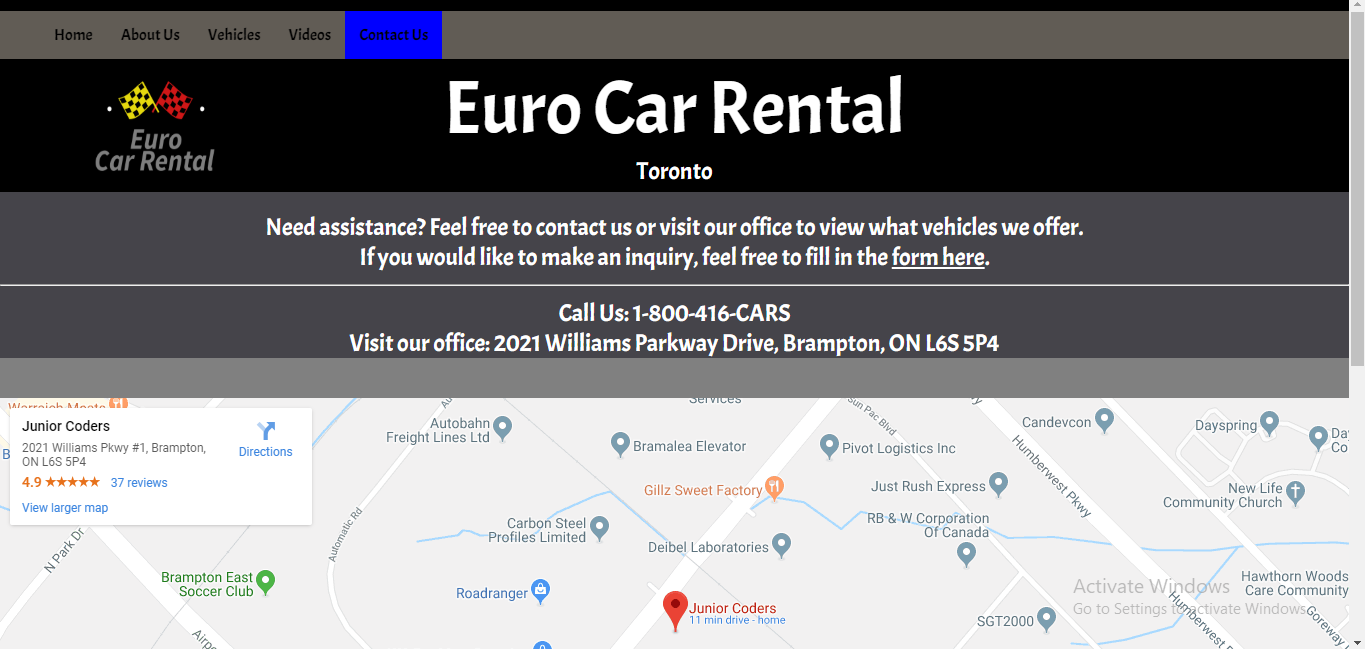 Home About Us Vehicles Videos Contact Us
Euro
Car Rental
Euro Car Rental
Toronto
Need assistance? Feel free to contact us or visit our office to view what vehicles we offer.
If you would like to make an inquiry, feel free to fill in the form here.
Call Us: 1-800-416-CARS
Visit our office: 2021 Williams Parkway Drive, Brampton, ON L6S 5P4
Services
Junior Coders
2021 Williams Pkwy #1, Brampton,
ON L6S 5P4
4.9 ★★★★★ 37 reviews
View larger map
Directions
Autobahn
Freight Lines Ltd
Bramalea Elevator
Sun Pac Blvd
Pivot Logistics Inc
Candevcon
Dayspring
Humberwest Pkwy
Gillz Sweet Factory
Just Rush Express
New Life
Community Church
Automatic Rd
Carbon Steel
Profiles Limited
RB & W Corporation
Of Canada
Deibel Laboratories
N Park Dr
Brampton East
Soccer Club
Roadranger
Junior Coders
11 min drive - home
SGT2000
Hawthorn Woods
Care Community
Activate Windows
Go to Settings to activate Windows.
Humberwest P
Goreway
Airpo